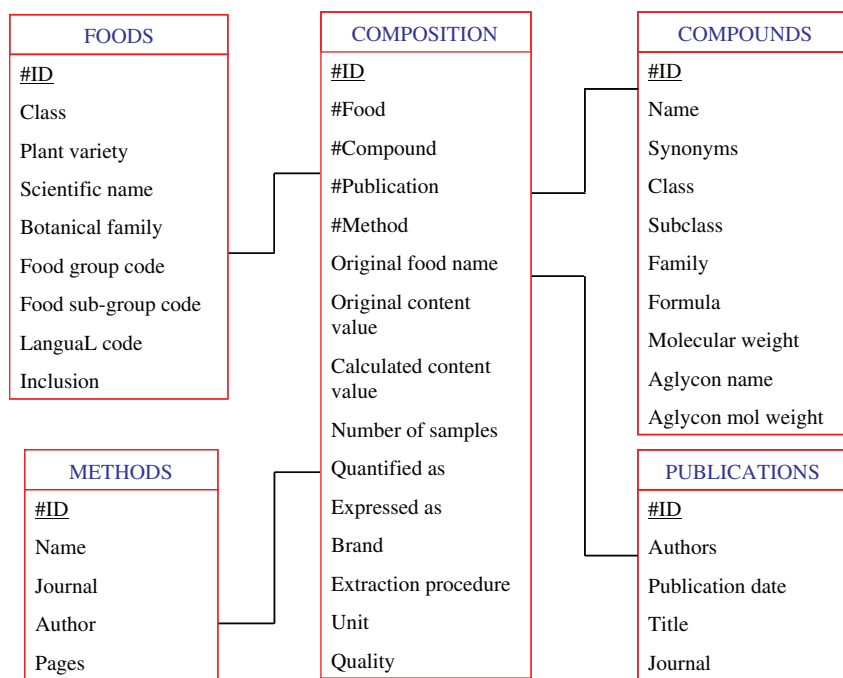 FOODS
#ID
Class
Plant variety
Scientific name
Botanical family
Food group code
Food sub-group code
LanguaL code
Inclusion
METHODS
#ID
Name
Journal
Author
Pages
COMPOSITION
#ID
#Food
#Compound
#Publication
#Method
Original food name
Original content
value
Calculated content
value
Number of samples
Quantified as
Expressed as
Brand
Extraction procedure
Unit
Quality
COMPOUNDS
#ID
Name
Synonyms
Class
Subclass
Family
Formula
Molecular weight
Aglycon name
Aglycon mol weight
PUBLICATIONS
#ID
Authors
Publication date
Title
Journal